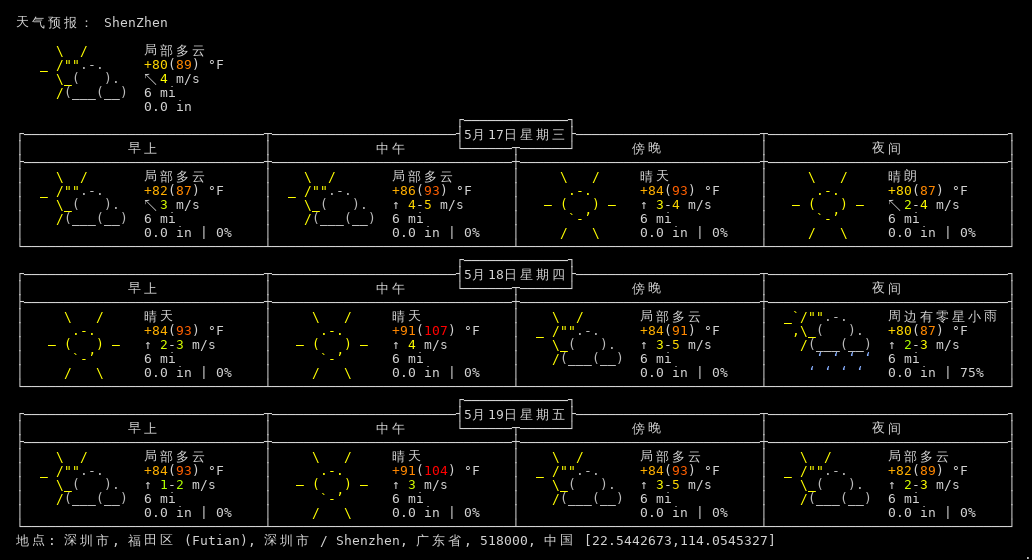 天气预报： ShenZhen
局部多云
+80(89) °F
↖ 4 m/s
6 mi
0.0 in
5月17日星期三
早上 中午 傍晚 夜间
局部多云 局部多云 晴天 晴朗
+82(87) °F +86(93) °F +84(93) °F +80(87) °F
↖ 3 m/s ↑ 4-5 m/s ↑ 3-4 m/s ↖ 2-4 m/s
6 mi 6 mi 6 mi 6 mi
0.0 in | 0% 0.0 in | 0% 0.0 in | 0% 0.0 in | 0%
5月18日星期四
早上 中午 傍晚 夜间
晴天 晴天 局部多云 周边有零星小雨
+84(93) °F +91(107) °F +84(91) °F +80(87) °F
↑ 2-3 m/s ↑ 4 m/s ↑ 3-5 m/s ↑ 2-3 m/s
6 mi 6 mi 6 mi 6 mi
0.0 in | 0% 0.0 in | 0% 0.0 in | 0% 0.0 in | 75%
5月19日星期五
早上 中午 傍晚 夜间
局部多云 晴天 局部多云 局部多云
+84(93) °F +91(104) °F +84(93) °F +82(89) °F
↑ 1-2 m/s ↑ 3 m/s ↑ 3-5 m/s ↑ 2-3 m/s
6 mi 6 mi 6 mi 6 mi
0.0 in | 0% 0.0 in | 0% 0.0 in | 0% 0.0 in | 0%
地点: 深圳市, 福田区 (Futian), 深圳市 / Shenzhen, 广东省, 518000, 中国 [22.5442673,114.0545327]